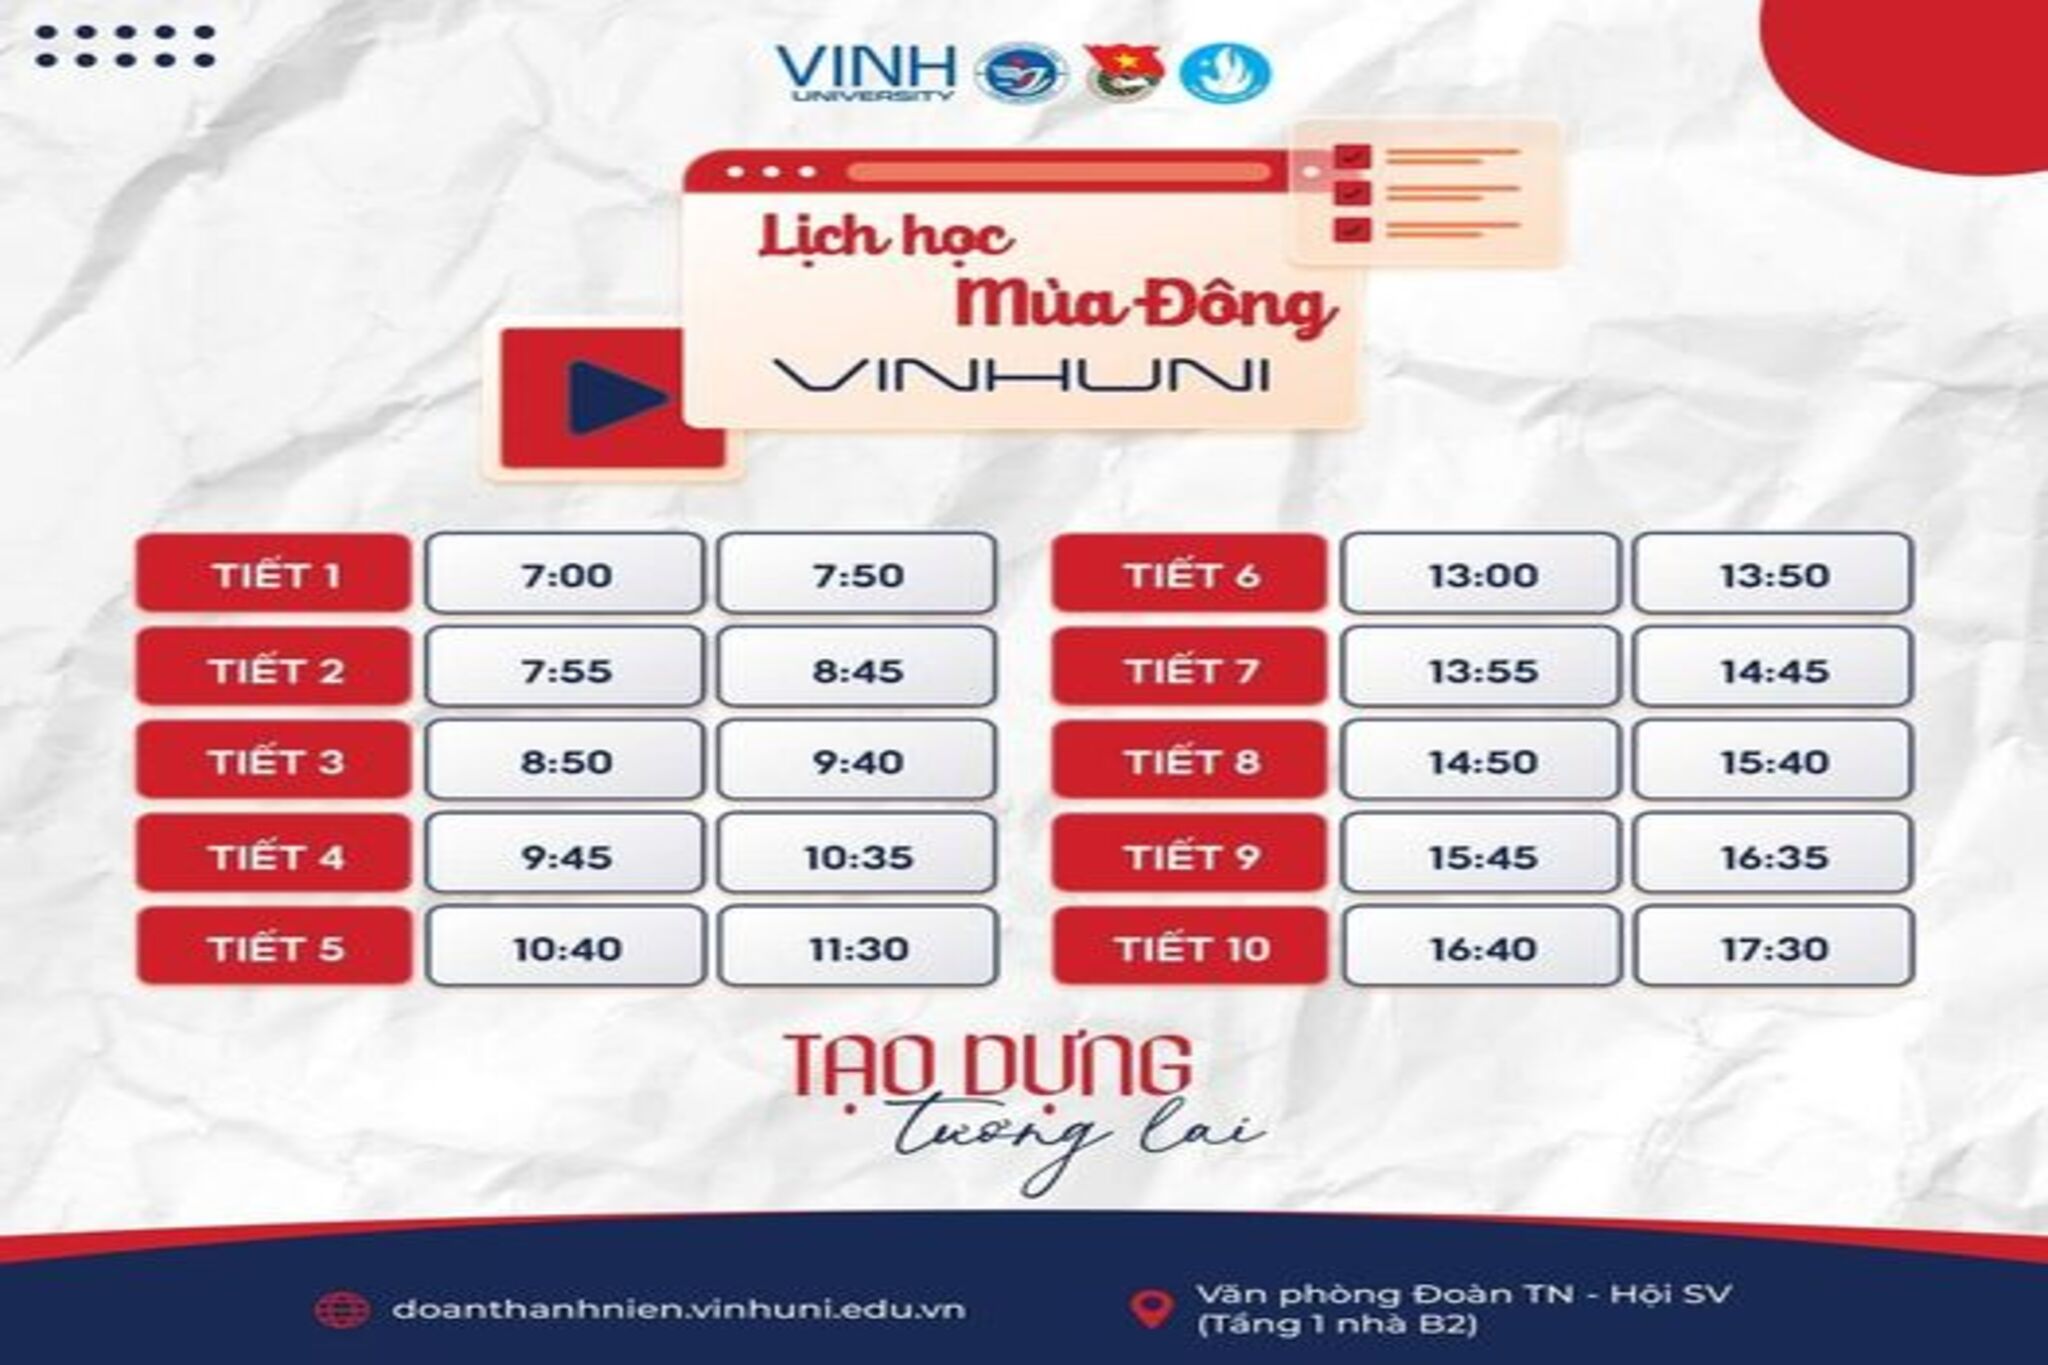 VINH
UNIVERSITY
Lịch học
Mùa Đông
VINHUNI
TIẾT 1 7:00 7:50
TIẾT 2 7:55 8:45
TIẾT 3 8:50 9:40
TIẾT 4 9:45 10:35
TIẾT 5 10:40 11:30
TIẾT 6 13:00 13:50
TIẾT 7 13:55 14:45
TIẾT 8 14:50 15:40
TIẾT 9 15:45 16:35
TIẾT 10 16:40 17:30
TẠO DỰNG
tương lai
doanthanhnien.vinhuni.edu.vn
Văn phòng Đoàn TN - Hội SV
(Tầng 1 nhà B2)